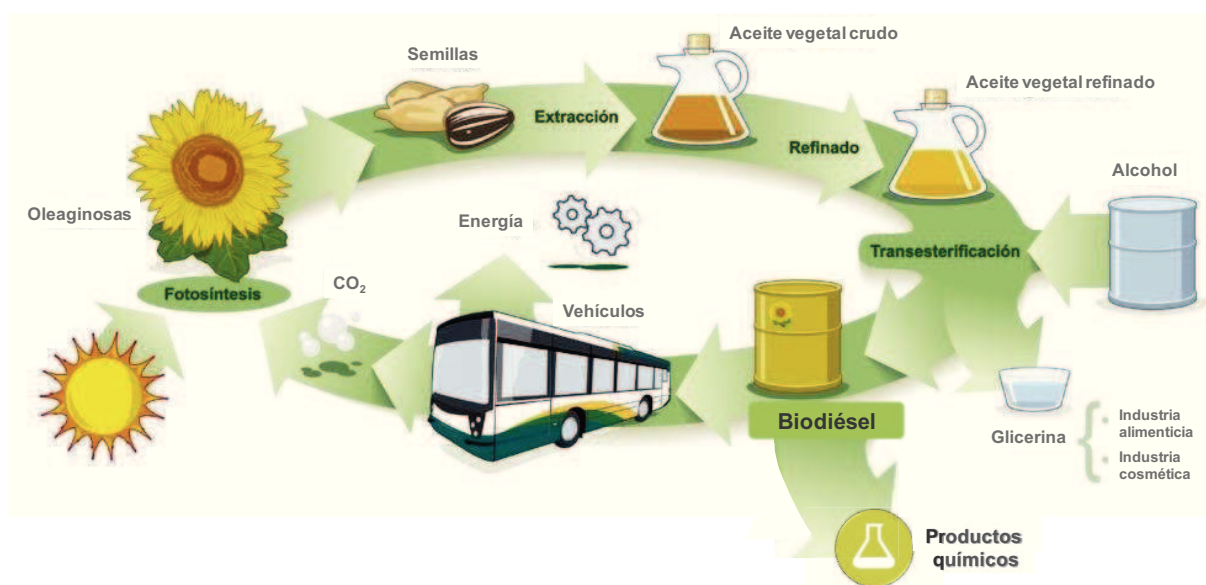 Aceite vegetal crudo
Semillas
Aceite vegetal refinado
Extracción
Refinado
Alcohol
Oleaginosas
Energía
Transesterificación
Fotosíntesis
CO₂
Vehículos
Biodiésel
Glicerina
Industria
alimenticia
Industria
cosmética
Productos
químicos